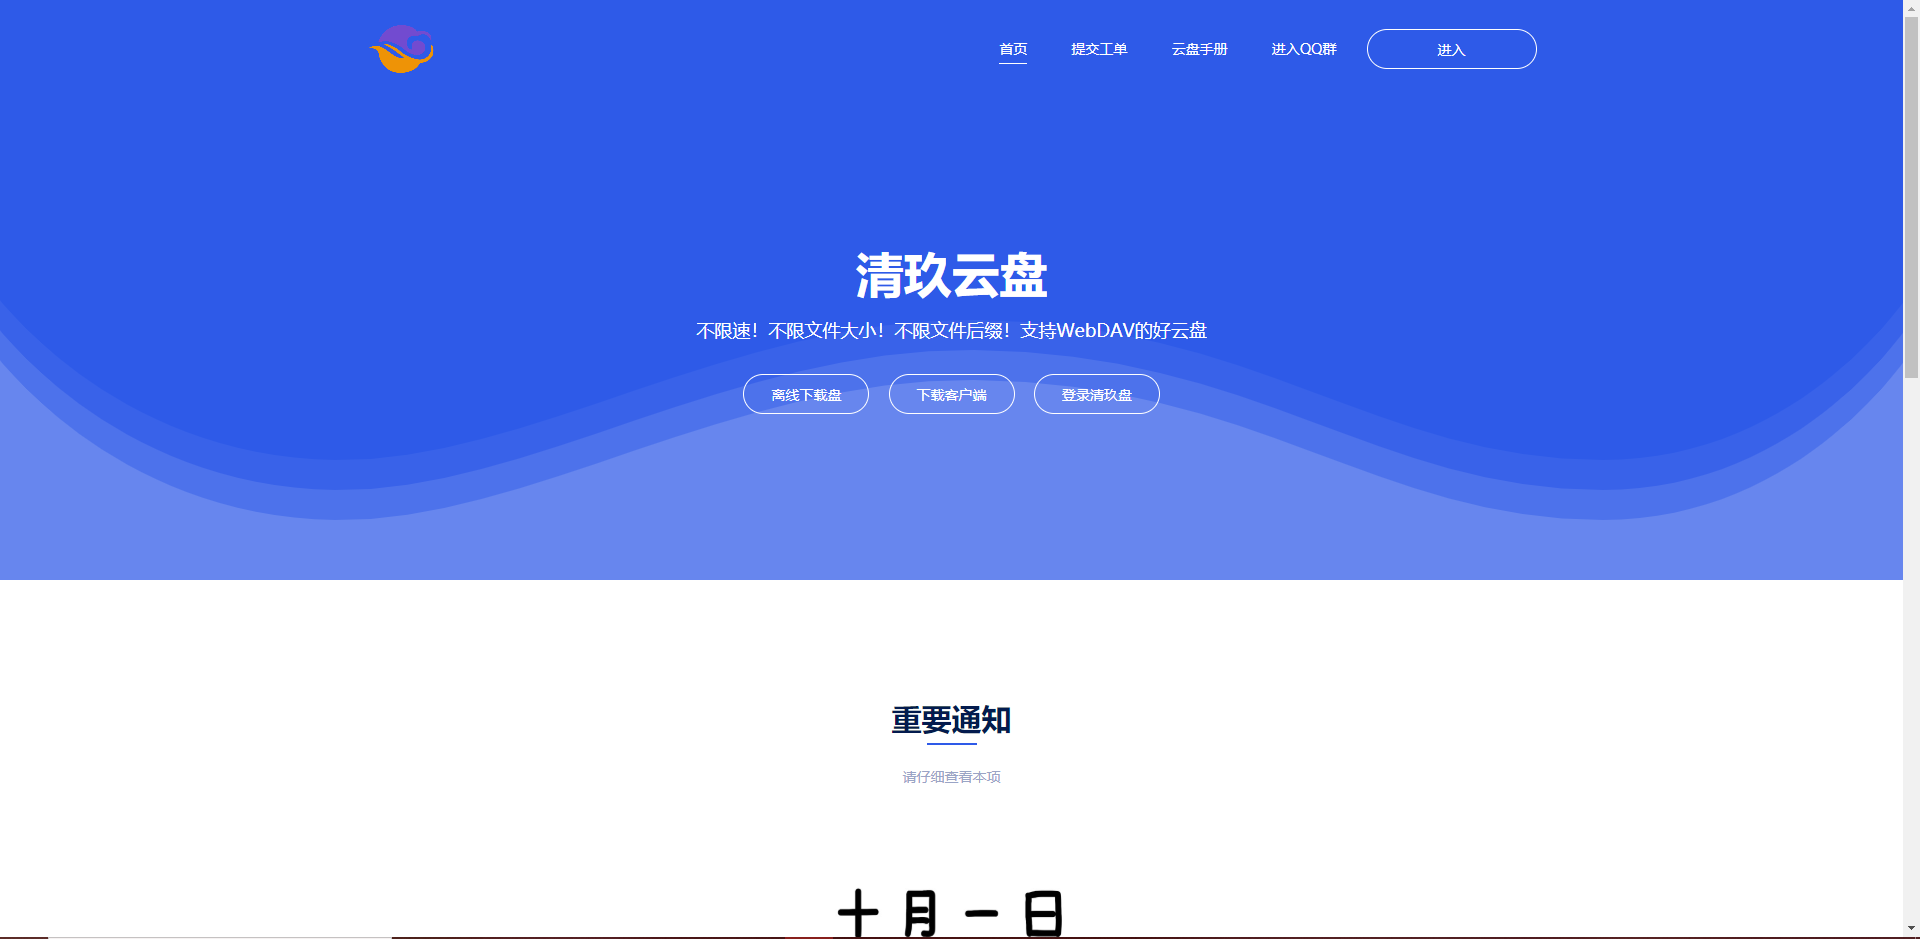 首页
提交工单
云盘手册
进入QQ群
进入
清玖云盘
不限速！不限文件大小！不限文件后缀！支持WebDAV的好云盘
离线下载盘
下载客户端
登录清玖盘
重要通知
请仔细查看本项
十月一日